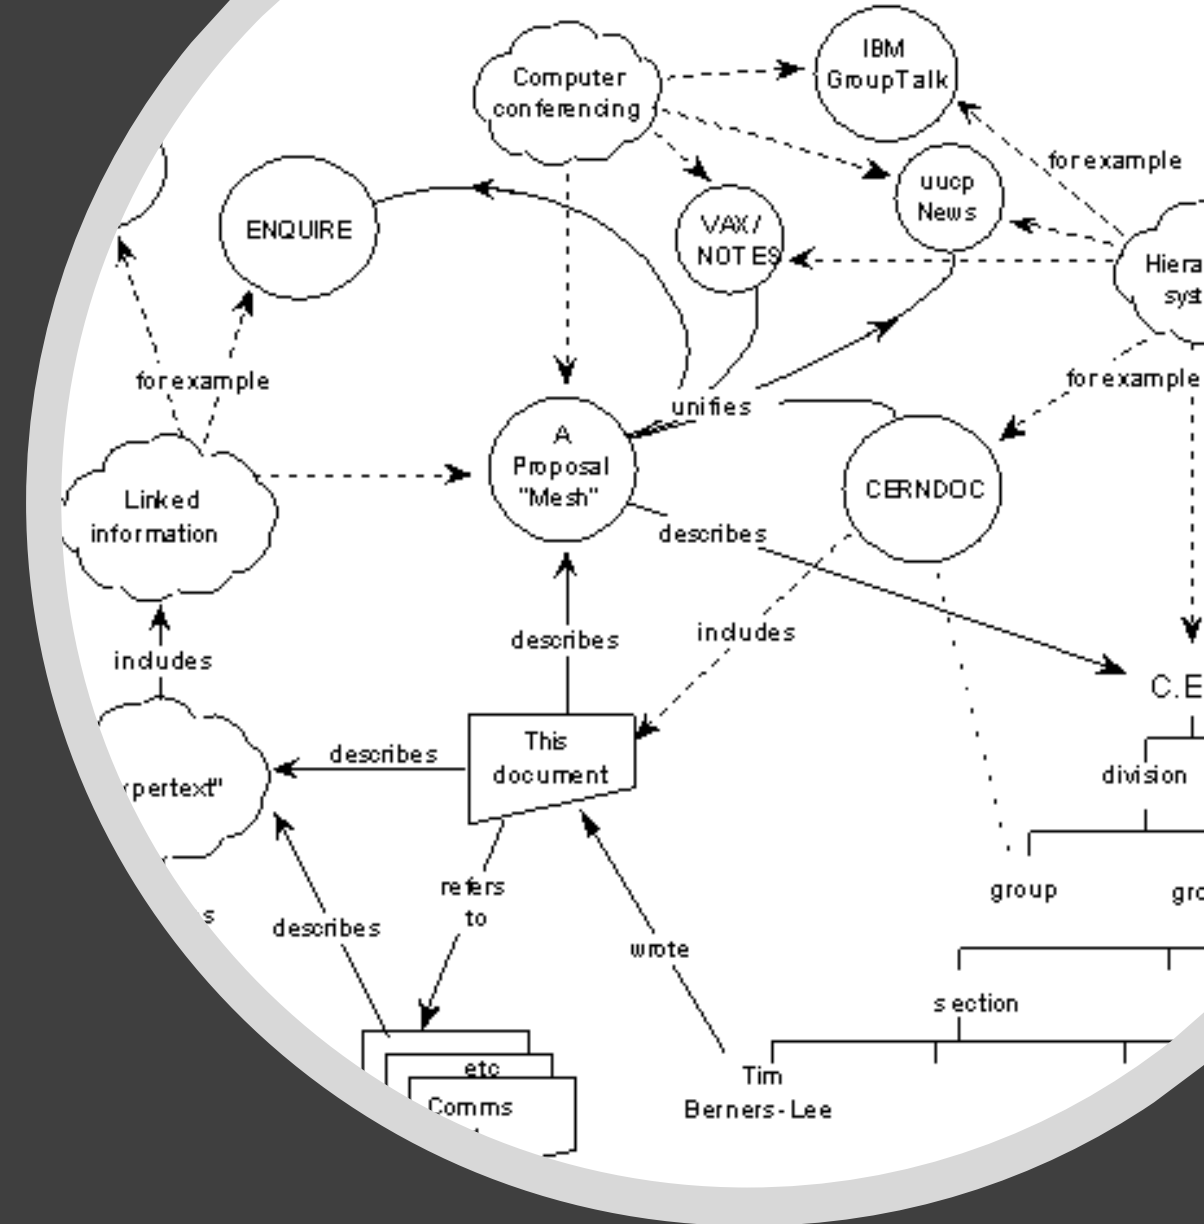 IBM
GroupTalk
Computer
conferencing
for example
uucp
News
VAX/
NOTES
ENQUIRE
Hiera
syst
for example
for example
unifies
A
Proposal
"Mesh"
CERNDOC
Linked
information
describes
includes
describes
includes
C.E
This
document
describes
division
ypertext"
refers
to
group
gro
s
describes
wrote
section
etc
Comms
Tim
Berners-Lee